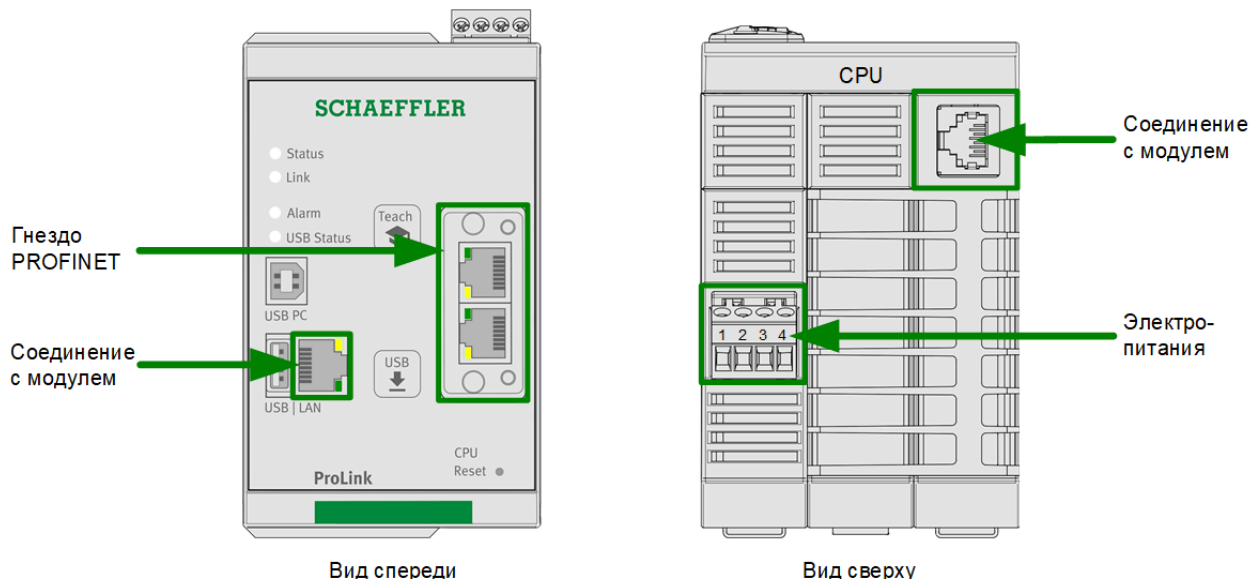 SCHAEFFLER
Status
Link
Alarm
USB Status
Teach
Гнездо
PROFINET
USB PC
Соединение
с модулем
USB
USB | LAN
CPU
Reset
ProLink
Вид спереди
CPU
Соединение
с модулем
1 2 3 4
Электро-
питания
Вид сверху